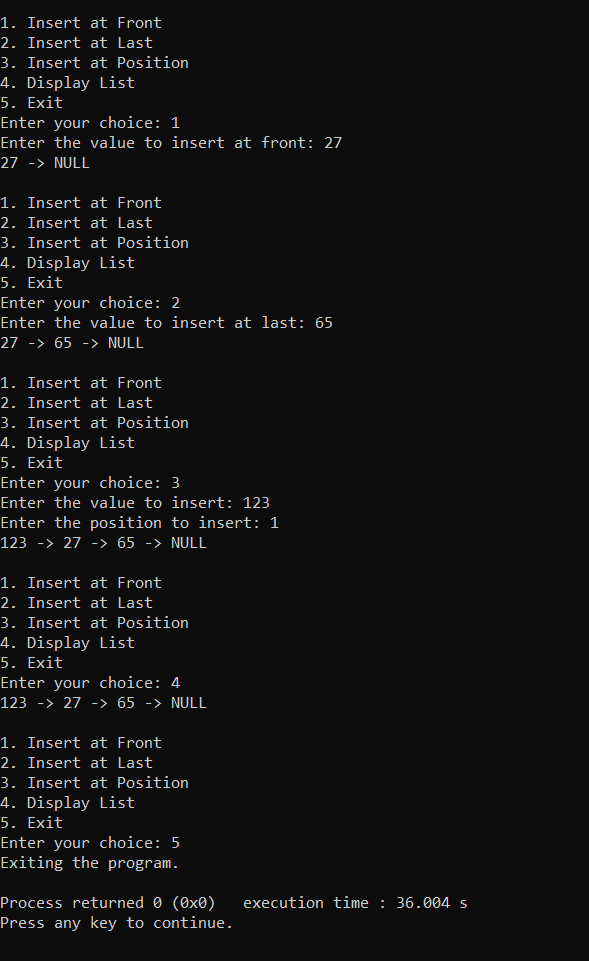 1. Insert at Front
2. Insert at Last
3. Insert at Position
4. Display List
5. Exit
Enter your choice: 1
Enter the value to insert at front: 27
27 -> NULL

1. Insert at Front
2. Insert at Last
3. Insert at Position
4. Display List
5. Exit
Enter your choice: 2
Enter the value to insert at last: 65
27 -> 65 -> NULL

1. Insert at Front
2. Insert at Last
3. Insert at Position
4. Display List
5. Exit
Enter your choice: 3
Enter the value to insert: 123
Enter the position to insert: 1
123 -> 27 -> 65 -> NULL

1. Insert at Front
2. Insert at Last
3. Insert at Position
4. Display List
5. Exit
Enter your choice: 4
123 -> 27 -> 65 -> NULL

1. Insert at Front
2. Insert at Last
3. Insert at Position
4. Display List
5. Exit
Enter your choice: 5
Exiting the program.

Process returned 0 (0x0)   execution time : 36.004 s
Press any key to continue.